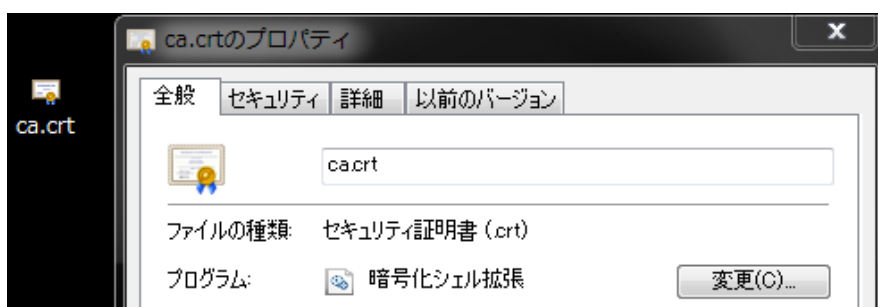 ca.crtのプロパティ
x
ca.crt
全般 セキュリティ 詳細 以前のバージョン
ca.crt
ファイルの種類: セキュリティ証明書 (.crt)
プログラム: 暗号化シェル拡張 変更(C)...